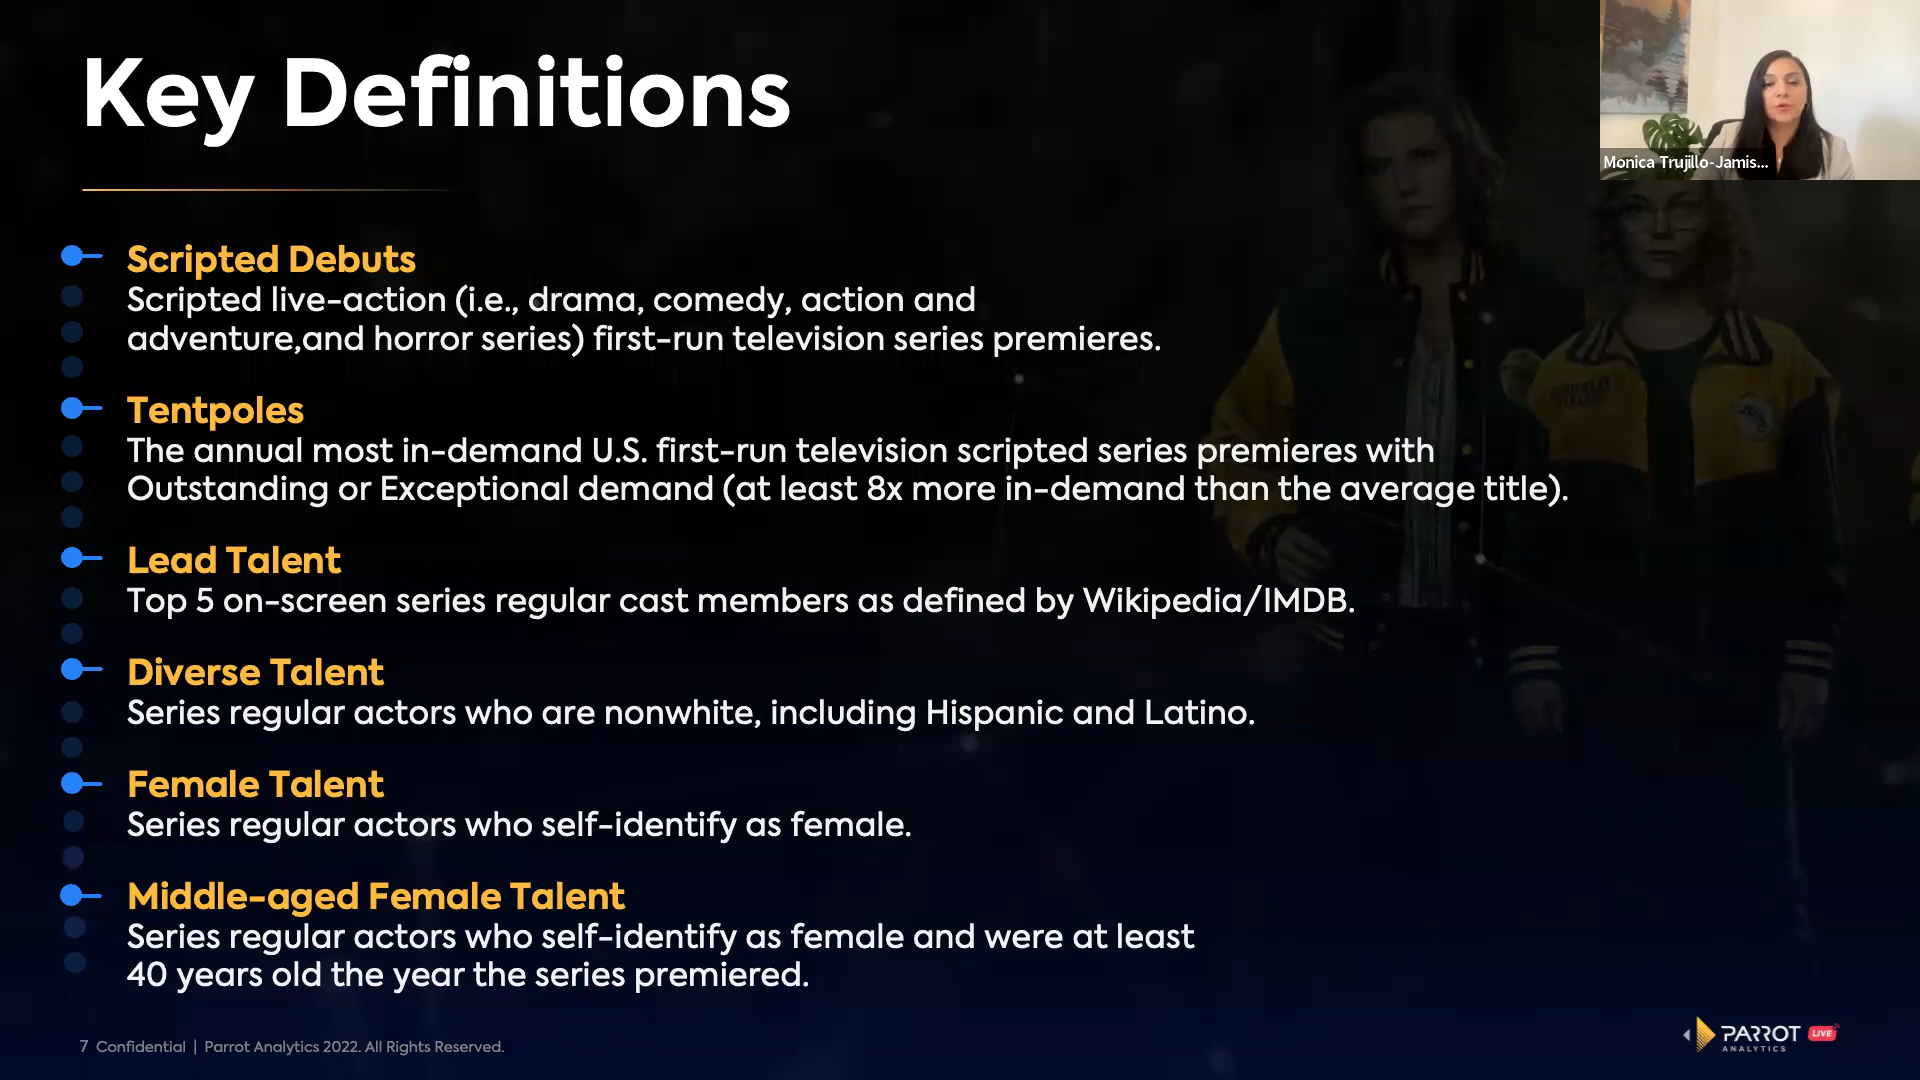 Key Definitions
Monica Trujillo-Jamis...
Scripted Debuts
Scripted live-action (i.e., drama, comedy, action and
adventure,and horror series) first-run television series premieres.
Tentpoles
The annual most in-demand U.S. first-run television scripted series premieres with
Outstanding or Exceptional demand (at least 8x more in-demand than the average title).
Lead Talent
Top 5 on-screen series regular cast members as defined by Wikipedia/IMDB.
Diverse Talent
Series regular actors who are nonwhite, including Hispanic and Latino.
Female Talent
Series regular actors who self-identify as female.
Middle-aged Female Talent
Series regular actors who self-identify as female and were at least
40 years old the year the series premiered.
7 Confidential | Parrot Analytics 2022. All Rights Reserved.
PARROT LIVE
ANALYTICS